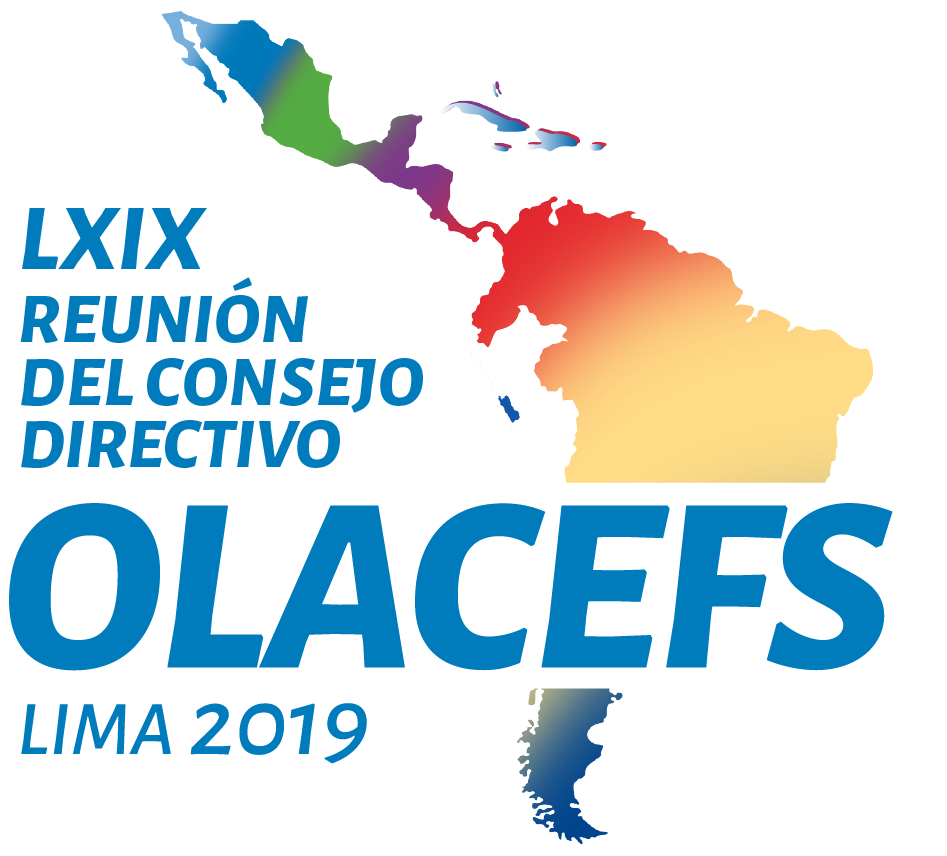 LXIX
REUNIÓN
DEL CONSEJO
DIRECTIVO
OLACEFS
LIMA 2019